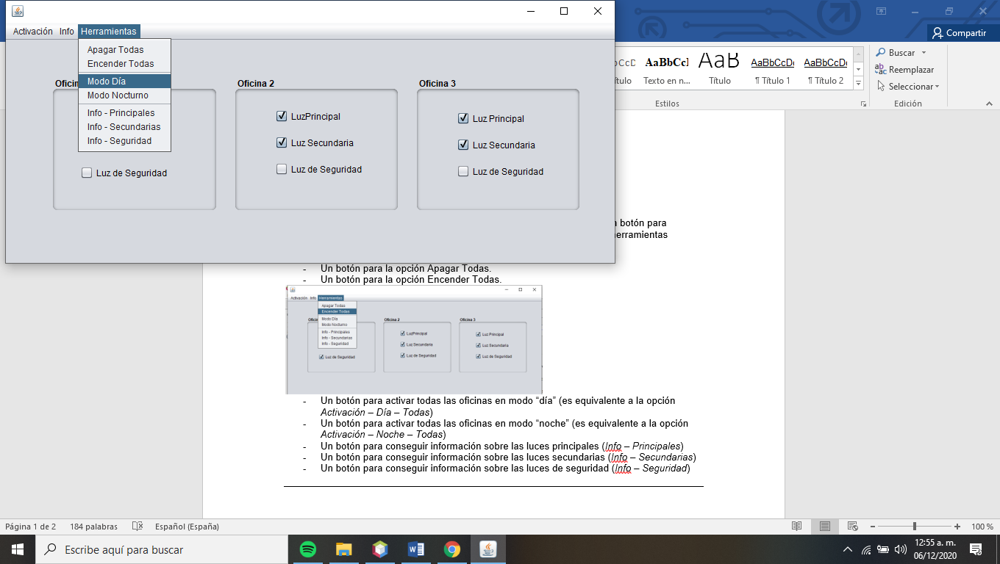 Activación Info Herramientas
Apagar Todas
Encender Todas
Modo Día
Modo Nocturno
Info - Principales
Info - Secundarias
Info - Seguridad
Luz de Seguridad
Oficina 2
LuzPrincipal
Luz Secundaria
Luz de Seguridad
Oficina 3
Luz Principal
Luz Secundaria
Luz de Seguridad
Compartir
AaBbCcI AaB AaBbCcDc AaBbCcDc
Texto en n... Título ¶ Título 1 ¶ Título 2
Estilos
Buscar
Reemplazar
Seleccionar
Edición
botón para
herramientas
- Un botón para la opción Apagar Todas.
- Un botón para la opción Encender Todas.
Activación Info Herramientas
Apagar Todas
Encender Todas
Modo Día
Modo Nocturno
Info - Principales
Info - Secundarias
Info - Seguridad
Luz de Seguridad
Oficina 2
LuzPrincipal
Luz Secundaria
Luz de Seguridad
Oficina 3
Luz Principal
Luz Secundaria
Luz de Seguridad
- Un botón para activar todas las oficinas en modo “día” (es equivalente a la opción
Activación – Día – Todas)
- Un botón para activar todas las oficinas en modo “noche” (es equivalente a la opción
Activación – Noche – Todas)
- Un botón para conseguir información sobre las luces principales (Info – Principales)
- Un botón para conseguir información sobre las luces secundarias (Info – Secundarias)
- Un botón para conseguir información sobre las luces de seguridad (Info – Seguridad)
Página 1 de 2 184 palabras Español (España) 100 %
Escribe aquí para buscar
12:55 a. m.
06/12/2020